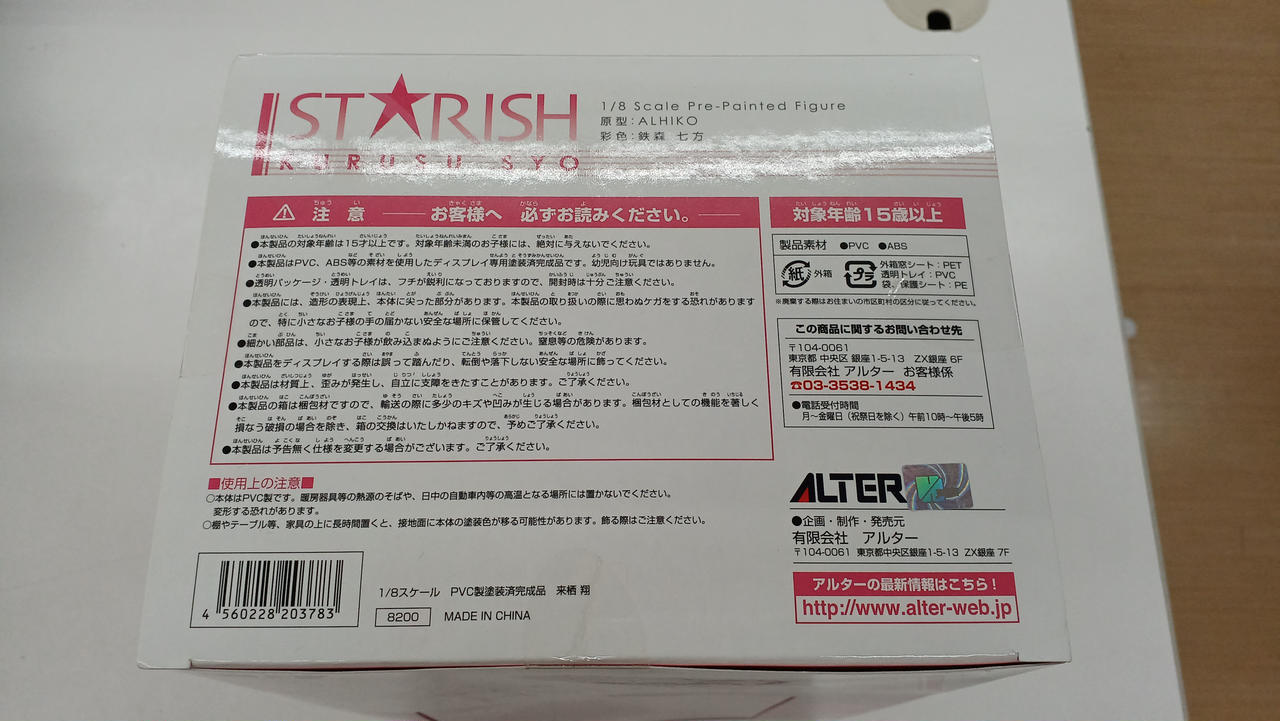 ST★RISH
KURUSU SYO
1/8 Scale Pre-Painted Figure
原型:ALHIKO
彩色:鉄森 七方
注意 お客様へ 必ずお読みください。
●本製品の対象年齢は15才以上です。対象年齢未満のお子様には、絶対に与えないでください。
●本製品はPVC、ABS等の素材を使用したディスプレイ専用塗装済完成品です。幼児向け玩具ではありません。
●透明パッケージ・透明トレイは、フチが鋭利になっておりますので、開封時は十分ご注意ください。
●本製品には、造形の表現上、本体に尖った部分があります。本製品の取り扱いの際に思わぬケガをする恐れがあります
ので、特に小さなお子様の手の届かない安全な場所に保管してください。
●細かい部品は、小さなお子様が飲み込まぬようにご注意ください。窒息等の危険があります。
●本製品をディスプレイする際は誤って踏んだり、転倒や落下しない安全な場所に飾ってください。
●本製品は材質上、歪みが発生し、自立に支障をきたすことがあります。ご了承ください。
●本製品の箱は梱包材ですので、輸送の際に多少のキズや凹みが生じる場合があります。梱包材としての機能を著しく
損なう破損の場合を除き、箱の交換はいたしかねますので、予めご了承ください。
●本製品は予告無く仕様を変更する場合がございます。ご了承ください。
■使用上の注意■
○本体はPVC製です。暖房器具等の熱源のそばや、日中の自動車内等の高温となる場所には置かないでください。
変形する恐れがあります。
○棚やテーブル等、家具の上に長時間置くと、接地面に本体の塗装色が移る可能性があります。飾る際はご注意ください。
4 560228 203783
1/8スケール PVC製塗装済完成品 来栖 翔
8200 MADE IN CHINA
対象年齢15歳以上
製品素材 ●PVC ●ABS
紙 外箱
プラ 外箱窓シート:PET
透明トレイ:PVC
袋、保護シート:PE
※廃棄する際はお住まいの市区町村の区分に従ってください。
この商品に関するお問い合わせ先
〒104-0061
東京都 中央区 銀座1-5-13 ZX銀座 6F
有限会社 アルター お客様係
☎03-3538-1434
●電話受付時間
月〜金曜日(祝祭日を除く)午前10時〜午後5時
ALTER
●企画・制作・発売元
有限会社 アルター
〒104-0061 東京都中央区銀座1-5-13 ZX銀座 7F
アルターの最新情報はこちら!
http://www.alter-web.jp